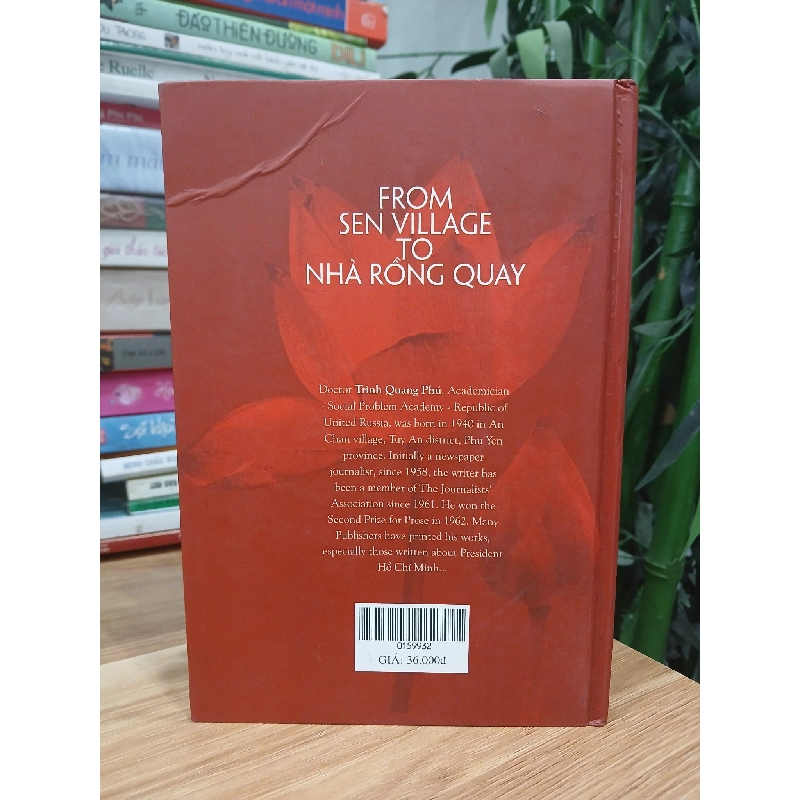 ĐẠO THIÊN ĐƯỜNG
Ruelle
FROM
SEN VILLAGE
TO
NHÀ RỒNG QUAY
Doctor Trình Quang Phú, Academician
- Social Problem Academy - Republic of
United Russia, was born in 1940 in An
Chan village, Tuy An district, Phu Yen
province. Initially a newspaper
journalist, since 1958, the writer has
been a member of The Journalists'
Association since 1961. He won the
Second Prize for Prose in 1962. Many
Publishers have printed his works,
especially those written about President
Hồ Chí Minh...
0159932
GIÁ: 36.000đ